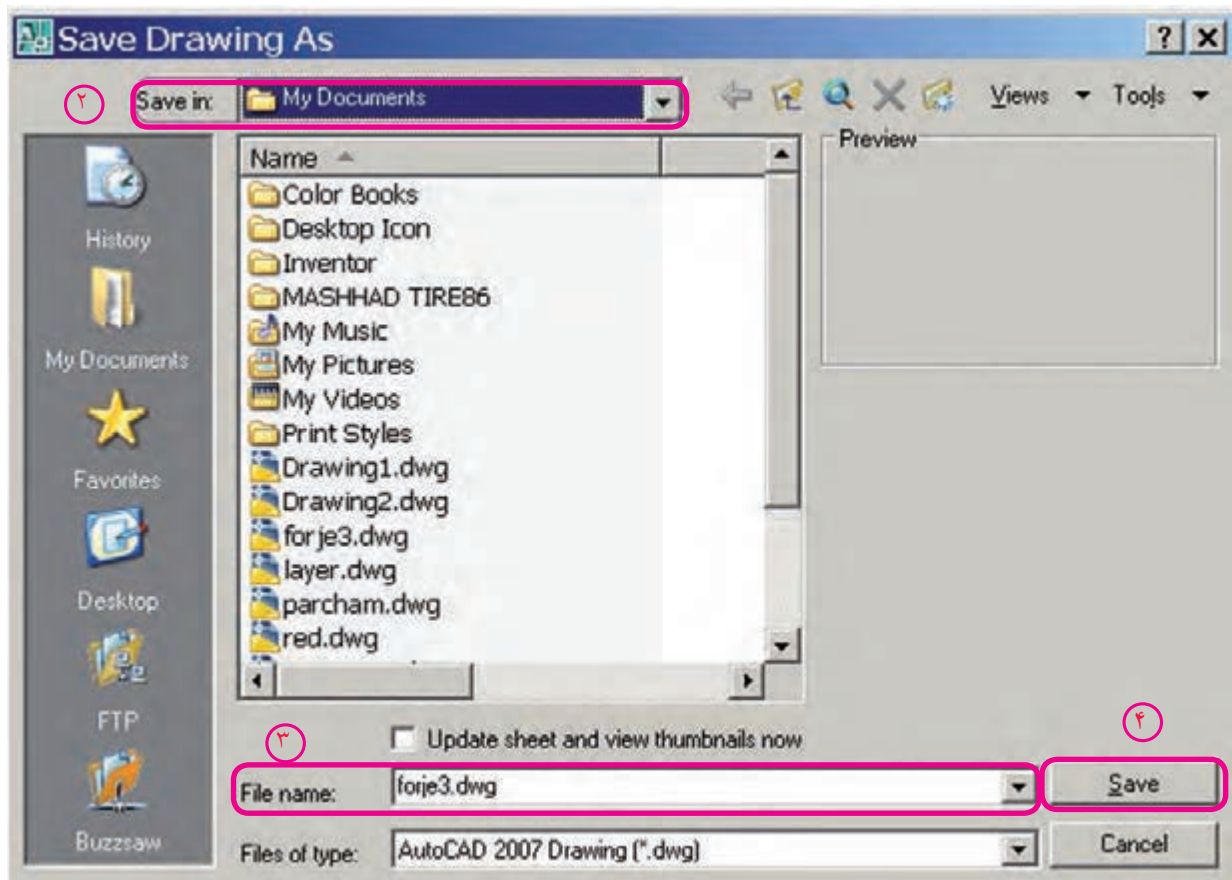 Save Drawing As
۲ Save in: My Documents Views Tools
Name
Preview
Color Books
Desktop Icon
Inventor
MASHHAD TIRE86
My Music
My Pictures
My Videos
Print Styles
Drawing1.dwg
Drawing2.dwg
forje3.dwg
layer.dwg
parcham.dwg
red.dwg
History
My Documents
Favorites
Desktop
FTP
Buzzsaw
Update sheet and view thumbnails now
۳
File name: forje3.dwg
۴
Save
Files of type: AutoCAD 2007 Drawing (*.dwg)
Cancel